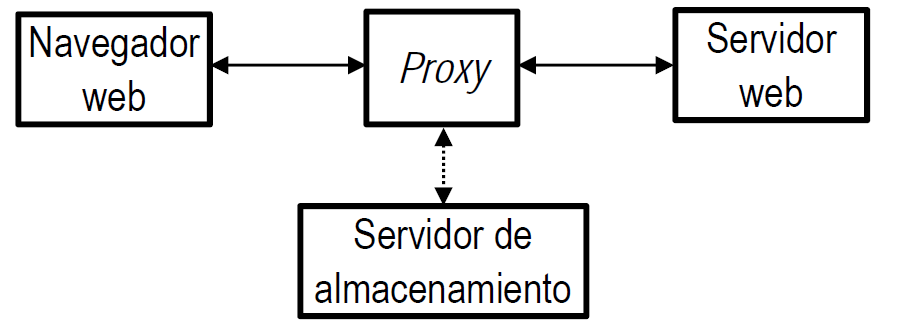 Navegador
web
Proxy
Servidor
web
Servidor de
almacenamiento